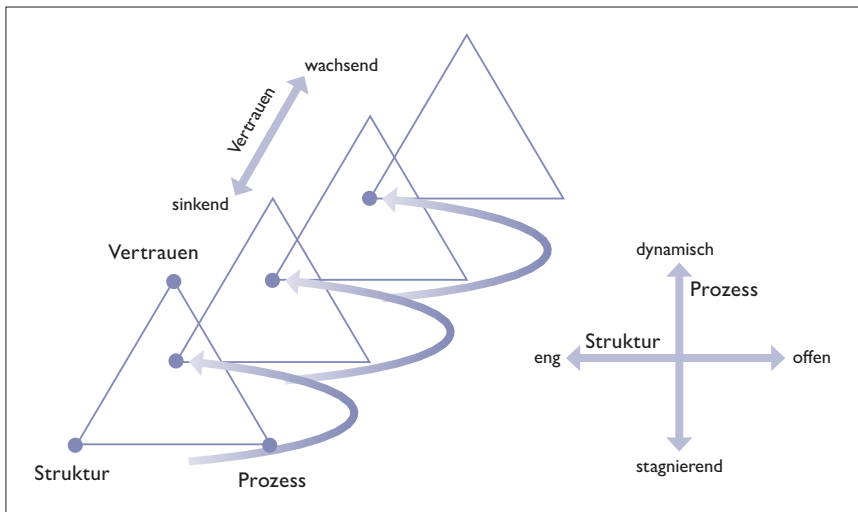 wachsend
Vertrauen
sinkend
Vertrauen
Struktur
Prozess
dynamisch
Prozess
Struktur
eng
offen
stagnierend